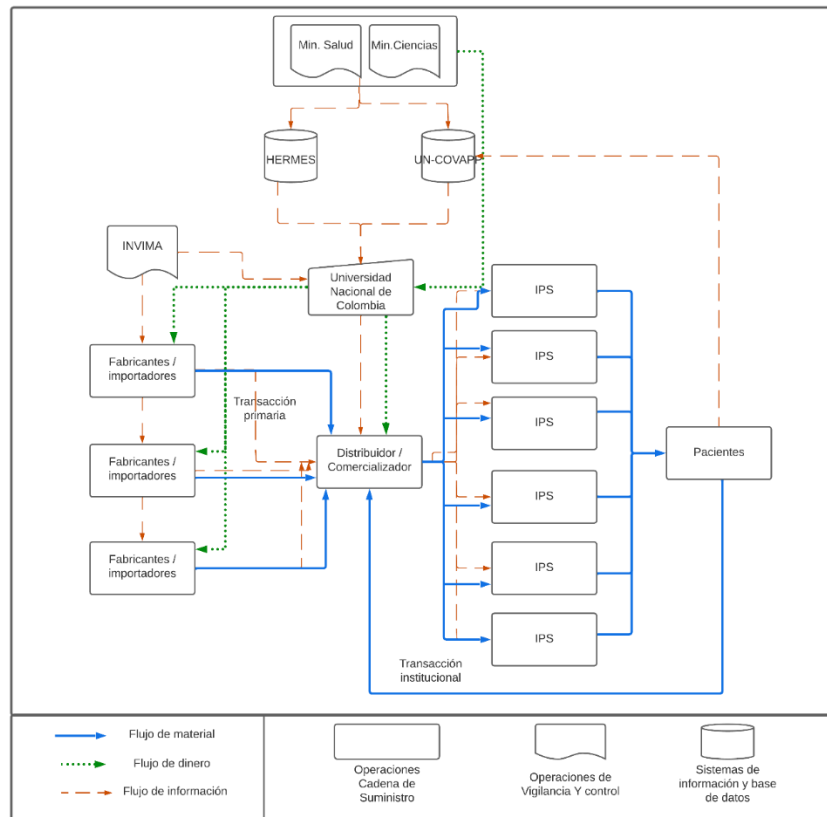 Min. Salud
Min.Ciencias
HERMES
UN-COVAPP
INVIMA
Universidad
Nacional de
Colombia
IPS
Fabricantes /
importadores
IPS
Transacción
primaria
IPS
Fabricantes /
importadores
Distribuidor /
Comercializador
Pacientes
IPS
Fabricantes /
importadores
IPS
IPS
Transacción
institucional
Flujo de material
Flujo de dinero
Flujo de información
Operaciones
Cadena de
Suministro
Operaciones de
Vigilancia Y control
Sistemas de
información y base
de datos